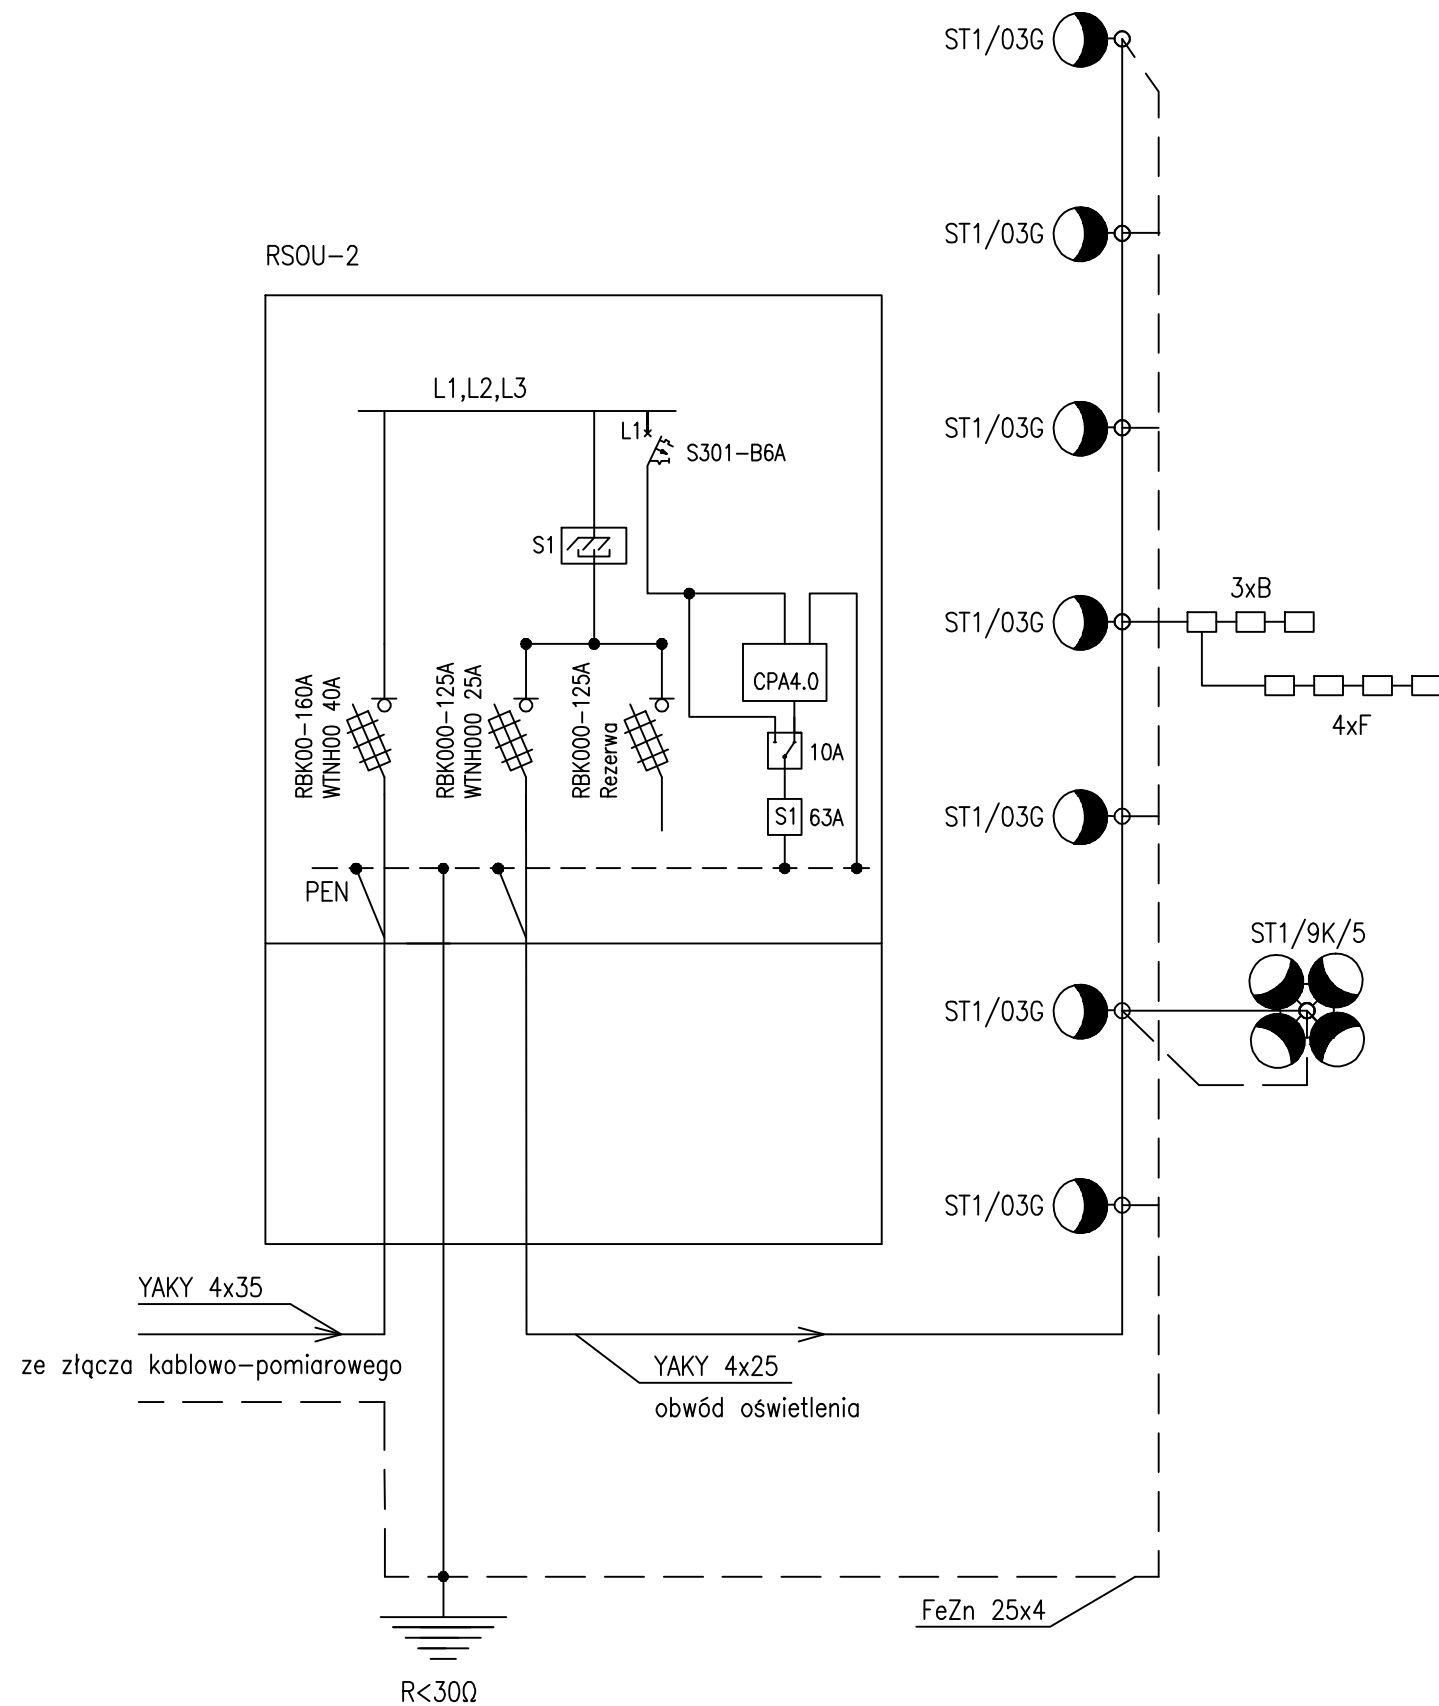 ST1/03G
ST1/03G
RSOU-2
L1,L2,L3
L1
S301-B6A
ST1/03G
S1
3xB
ST1/03G
RBK00-160A
WTNH00 40A
RBK000-125A
WTNH000 25A
RBK000-125A
Rezerwa
CPA4.0
4xF
10A
S1
63A
ST1/03G
PEN
ST1/9K/5
ST1/03G
ST1/03G
YAKY 4x35
ze złącza kablowo-pomiarowego
YAKY 4x25
obwód oświetlenia
FeZn 25x4
R<30Ω